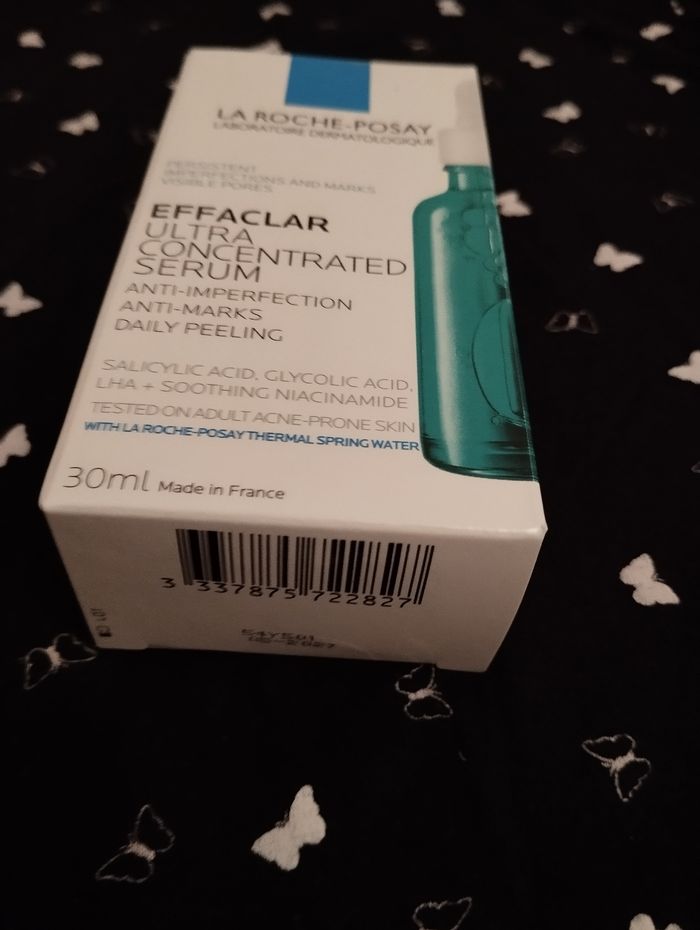 LA ROCHE-POSAY
LABORATOIRE DERMATOLOGIQUE
PERSISTENT
IMPERFECTIONS AND MARKS
VISIBLE PORES
EFFACLAR
ULTRA
CONCENTRATED
SERUM
ANTI-IMPERFECTION
ANTI-MARKS
DAILY PEELING
SALICYLIC ACID, GLYCOLIC ACID,
LHA + SOOTHING NIACINAMIDE
TESTED ON ADULT ACNE-PRONE SKIN
WITH LA ROCHE-POSAY THERMAL SPRING WATER
30ml Made in France
3 337875 722827